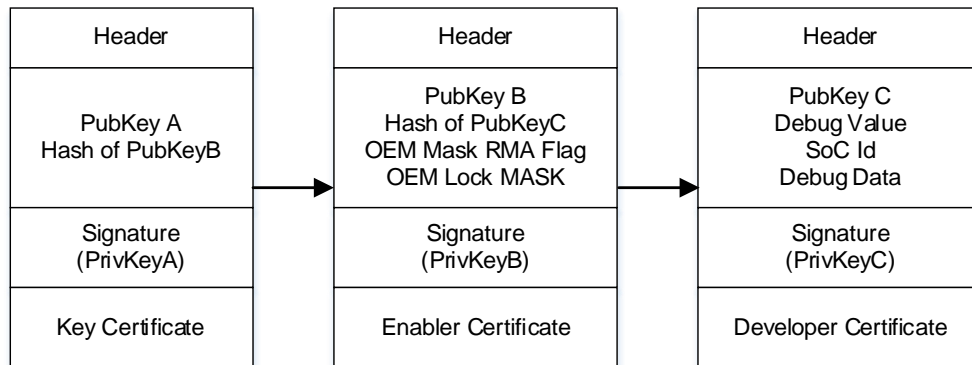 Header
PubKey A
Hash of PubKeyB
Signature
(PrivKeyA)
Key Certificate
Header
PubKey B
Hash of PubKeyC
OEM Mask RMA Flag
OEM Lock MASK
Signature
(PrivKeyB)
Enabler Certificate
Header
PubKey C
Debug Value
SoC Id
Debug Data
Signature
(PrivKeyC)
Developer Certificate